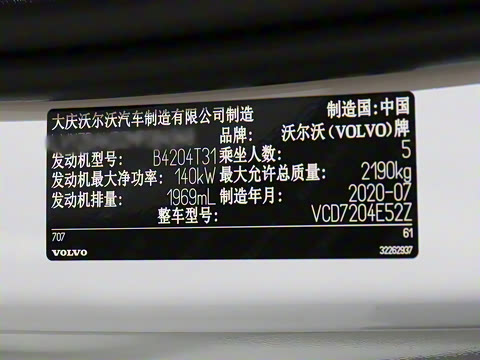 大庆沃尔沃汽车制造有限公司制造 制造国:中国
品牌: 沃尔沃(VOLVO)牌
发动机型号: B4204T31 乘坐人数: 5
发动机最大净功率: 140kW 最大允许总质量: 2190kg
发动机排量: 1969mL 制造年月: 2020-07
整车型号: VCD7204E52Z
707 61
VOLVO 32262937